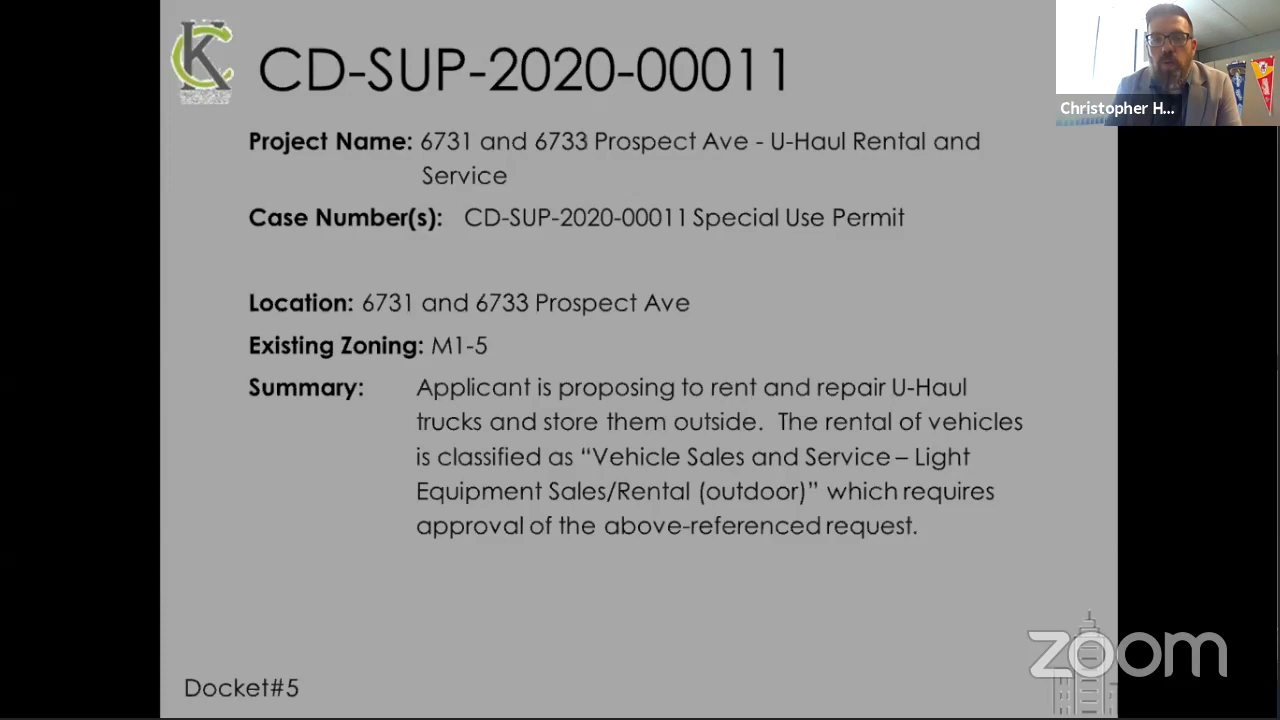 KC
CD-SUP-2020-00011
Christopher H...
Project Name: 6731 and 6733 Prospect Ave - U-Haul Rental and
Service
Case Number(s): CD-SUP-2020-00011 Special Use Permit
Location: 6731 and 6733 Prospect Ave
Existing Zoning: M1-5
Summary: Applicant is proposing to rent and repair U-Haul
trucks and store them outside. The rental of vehicles
is classified as “Vehicle Sales and Service – Light
Equipment Sales/Rental (outdoor)” which requires
approval of the above-referenced request.
zoom
Docket#5